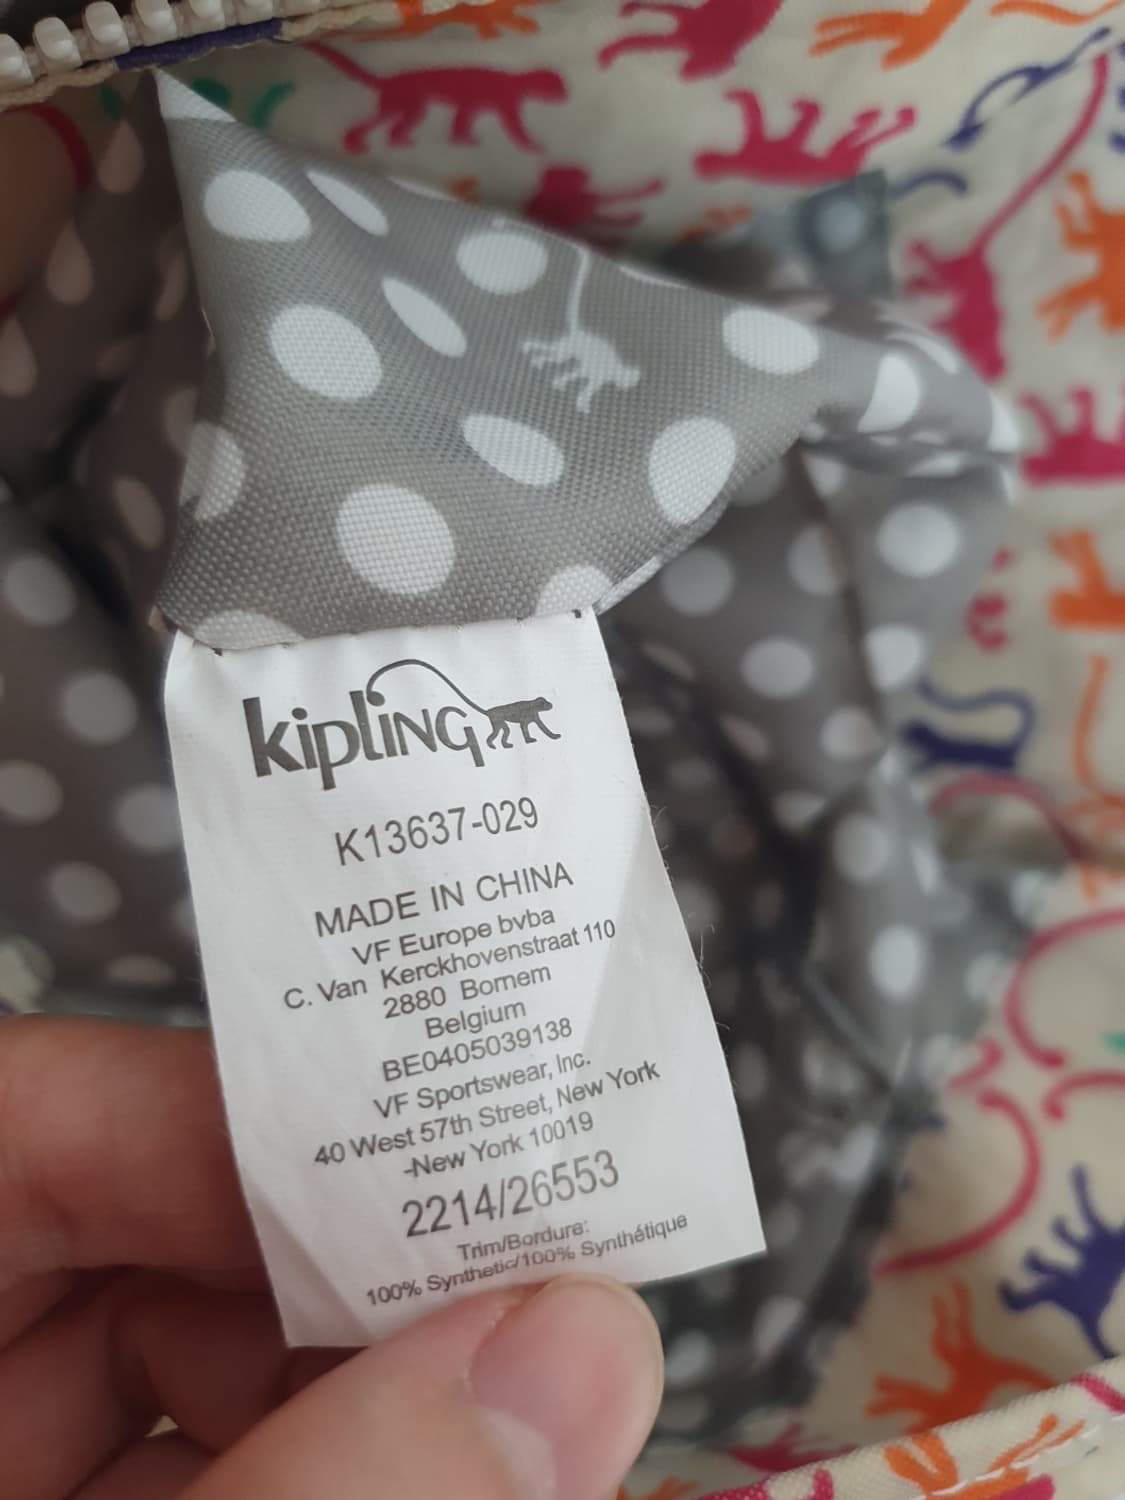 kipling
K13637-029
MADE IN CHINA
VF Europe bvba
C. Van Kerckhovenstraat 110
2880 Bornem
Belgium
BE0405039138
VF Sportswear, Inc.
40 West 57th Street, New York
-New York 10019
2214/26553
Trim/Bordure:
100% Synthetic/100% Synthétique